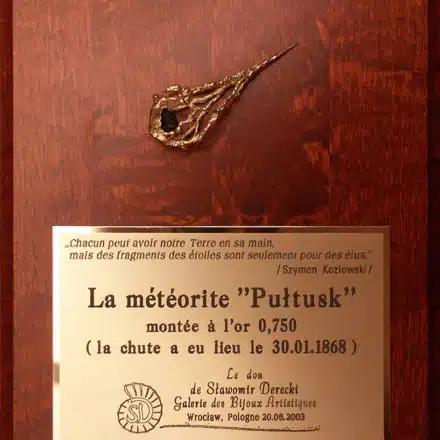 „Chacun peut avoir notre Terre en sa main,
mais des fragments des étoiles sont seulement pour des élus."
/Szymon Kozłowski/
La météorite "Pułtusk"
montée à l'or 0,750
( la chute a eu lieu le 30.01.1868 )
Le don
de Sławomir Derecki
Galerie des Bijoux Artistiques
Wrocław, Pologne 20.06.2003
SD